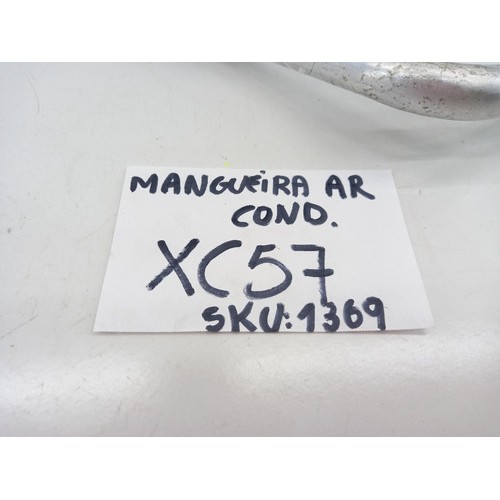 MANGUEIRA AR
COND.
XC57
SKU:1369